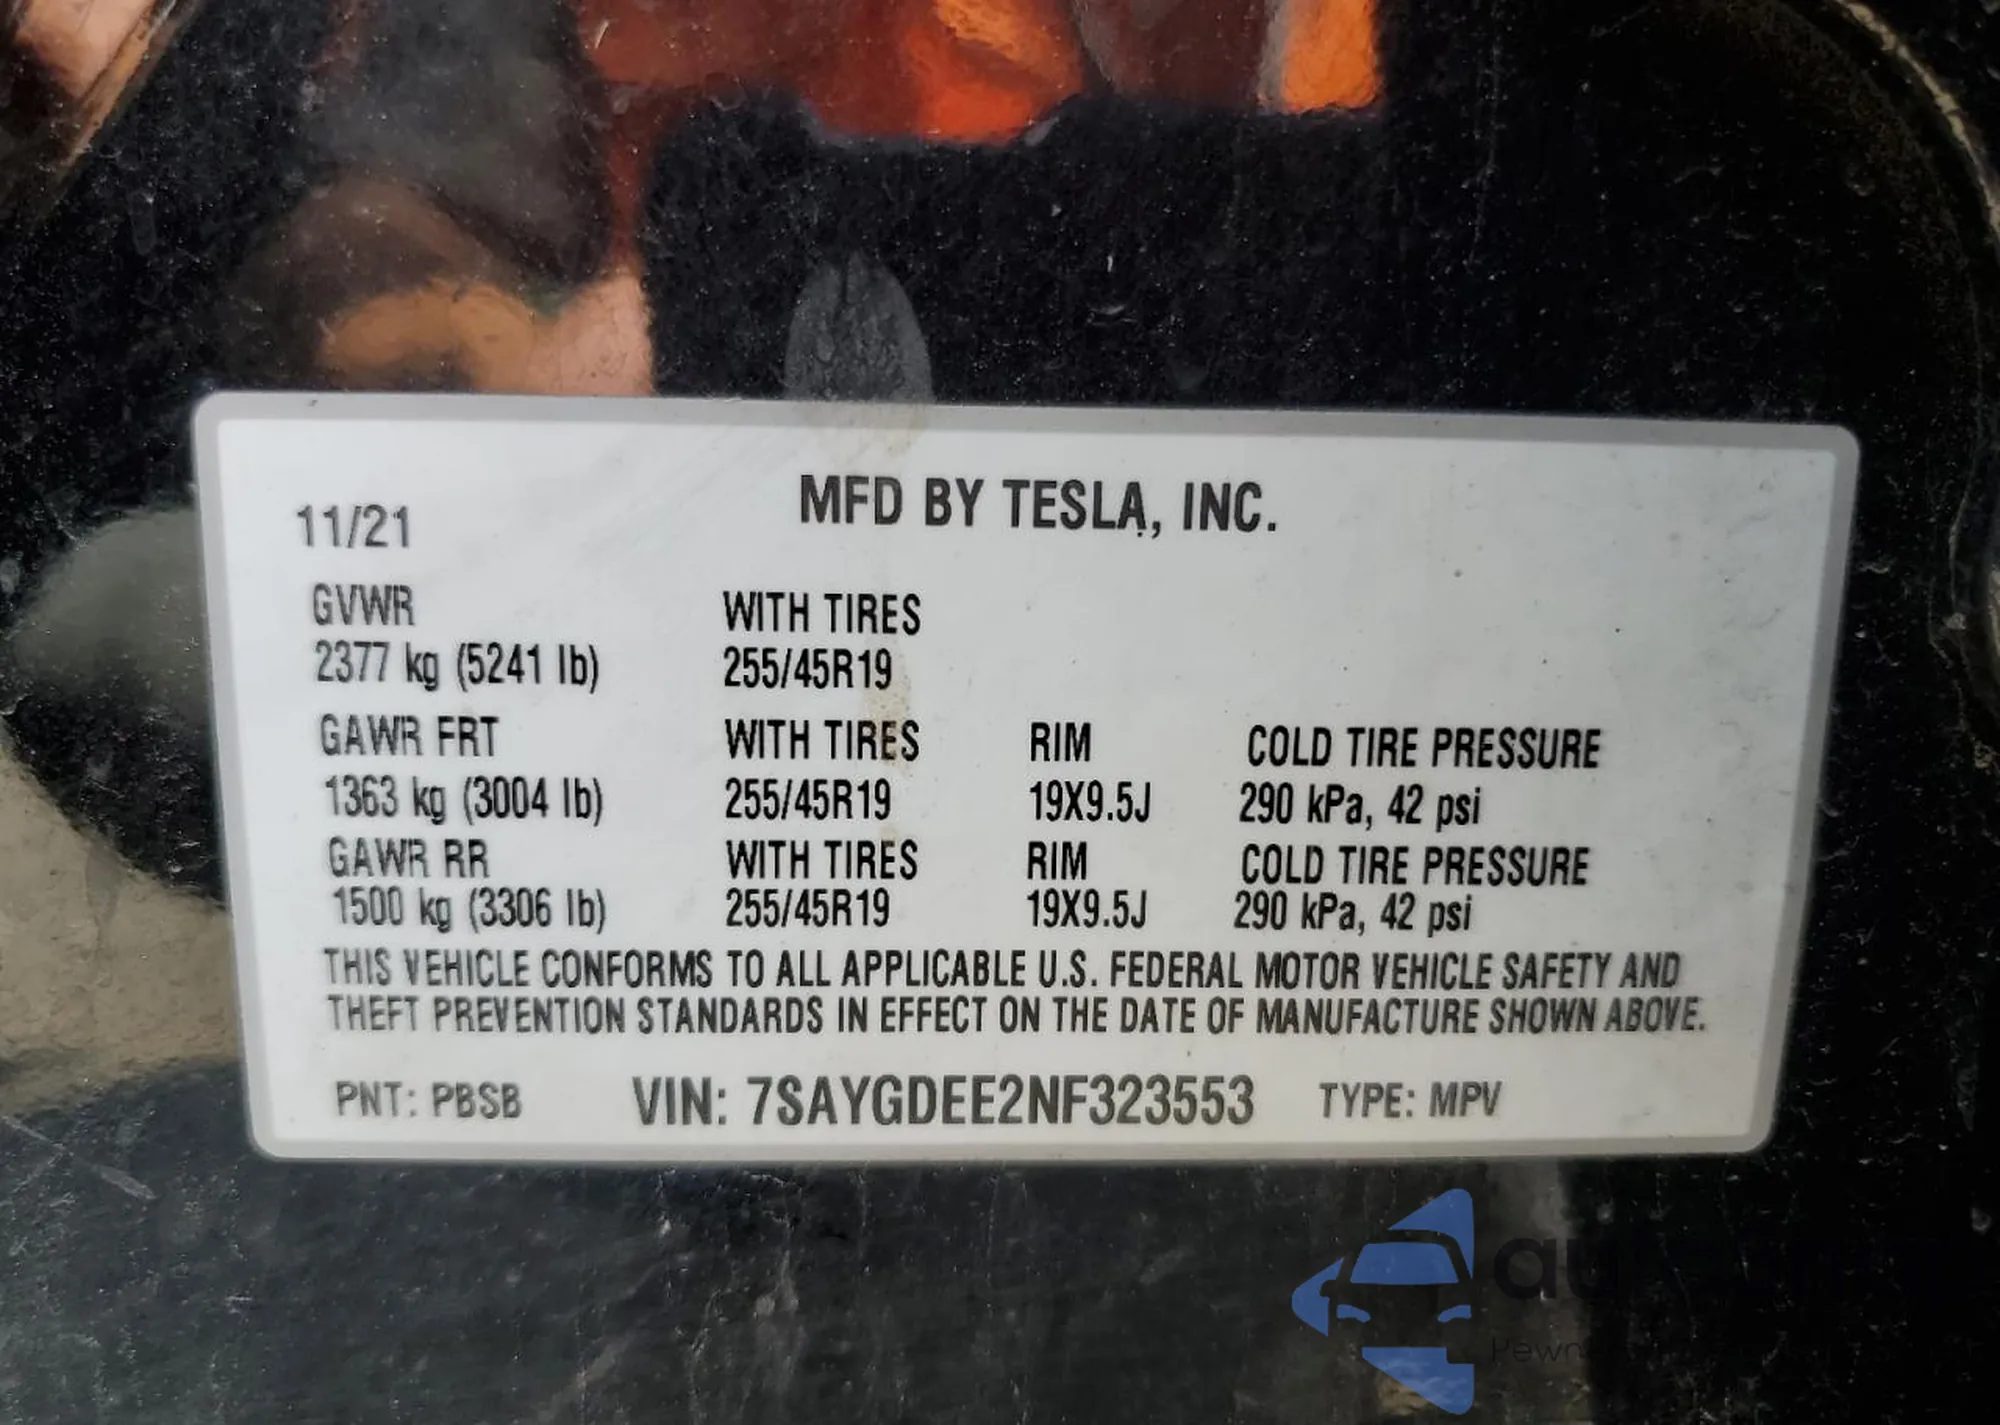 11/21 MFD BY TESLA, INC.
GVWR WITH TIRES
2377 kg (5241 lb) 255/45R19
GAWR FRT WITH TIRES RIM COLD TIRE PRESSURE
1363 kg (3004 lb) 255/45R19 19X9.5J 290 kPa, 42 psi
GAWR RR WITH TIRES RIM COLD TIRE PRESSURE
1500 kg (3306 lb) 255/45R19 19X9.5J 290 kPa, 42 psi
THIS VEHICLE CONFORMS TO ALL APPLICABLE U.S. FEDERAL MOTOR VEHICLE SAFETY AND
THEFT PREVENTION STANDARDS IN EFFECT ON THE DATE OF MANUFACTURE SHOWN ABOVE.
PNT: PBSB VIN: 7SAYGDEE2NF323553 TYPE: MPV